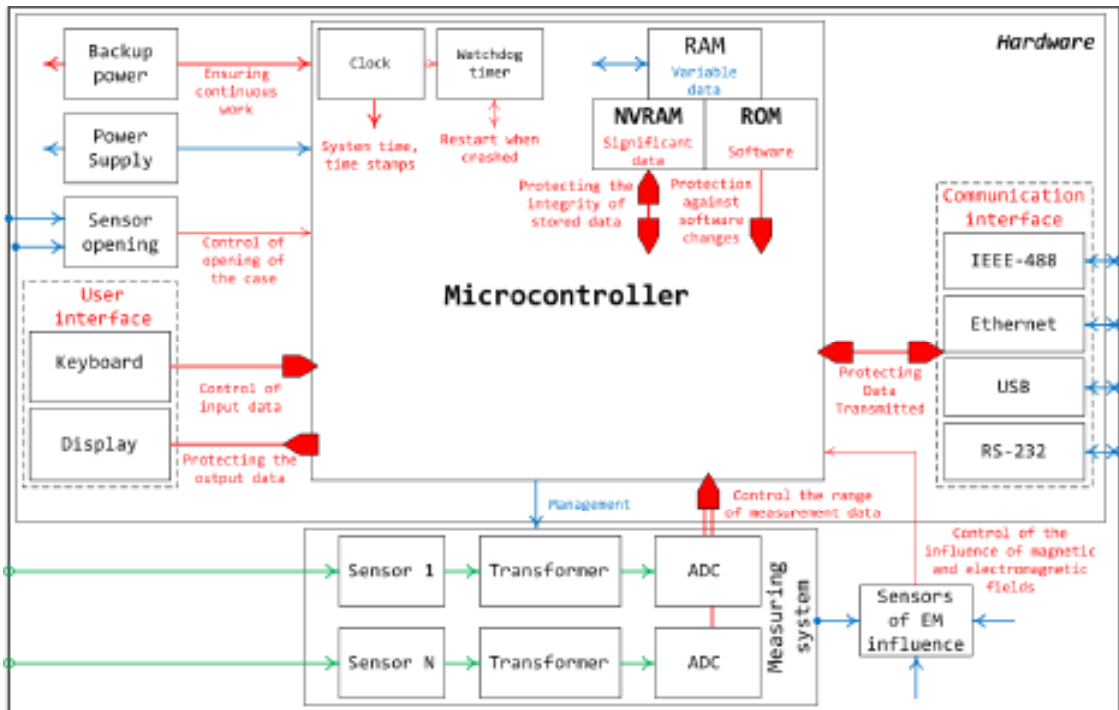 Hardware
Backup
power
Ensuring
continuous
work
Clock
Watchdog
timer
System time,
time stamps
Restart when
crashed
RAM
Variable
data
NVRAM
Significant
data
ROM
Software
Power
Supply
Protecting the
integrity of
stored data
Protection
against
software
changes
Sensor
opening
Control of
opening of
the case
Communication
interface
IEEE-488
Ethernet
USB
RS-232
User
interface
Keyboard
Control of
input data
Display
Protecting the
output data
Microcontroller
Protecting
Data
Transmitted
Management
Control the range
of measurement data
Control of the
influence of magnetic
and electromagnetic
fields
Sensor 1
Transformer
ADC
Sensor N
Transformer
ADC
Measuring
system
Sensors
of EM
influence